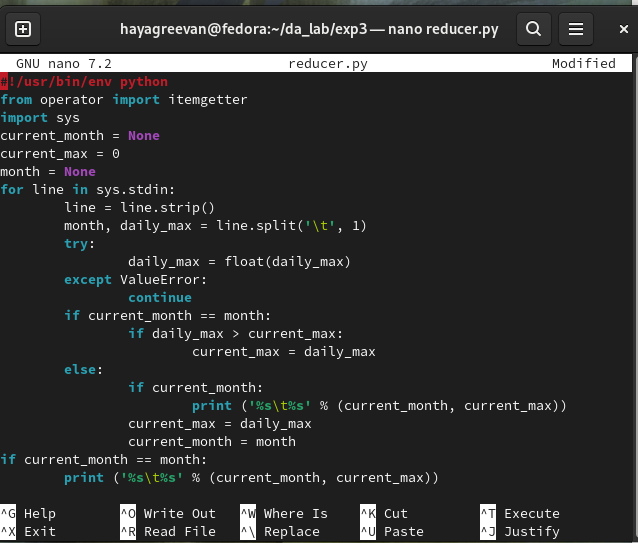 hayagreevan@fedora:~/da_lab/exp3 — nano reducer.py
GNU nano 7.2 reducer.py Modified
#!/usr/bin/env python
from operator import itemgetter
import sys
current_month = None
current_max = 0
month = None
for line in sys.stdin:
        line = line.strip()
        month, daily_max = line.split('\t', 1)
        try:
                daily_max = float(daily_max)
        except ValueError:
                continue
        if current_month == month:
                if daily_max > current_max:
                        current_max = daily_max
        else:
                if current_month:
                        print ('%s\t%s' % (current_month, current_max))
                current_max = daily_max
                current_month = month
if current_month == month:
        print ('%s\t%s' % (current_month, current_max))
^G Help ^O Write Out ^W Where Is ^K Cut ^T Execute
^X Exit ^R Read File ^\ Replace ^U Paste ^J Justify